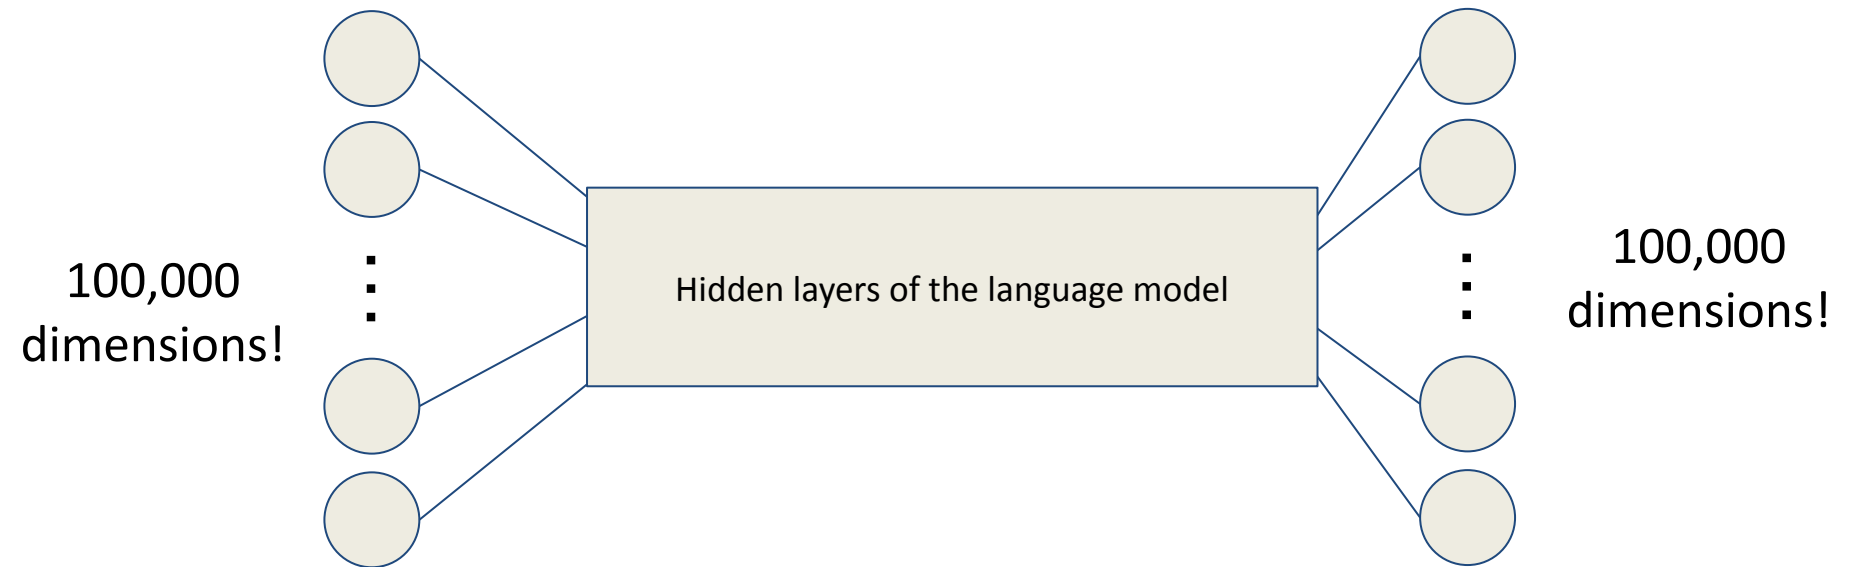 100,000
dimensions!
Hidden layers of the language model
100,000
dimensions!